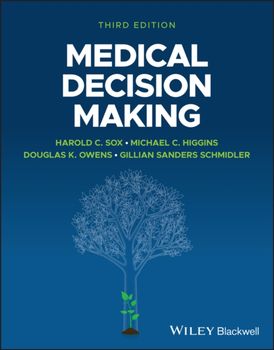 THIRD EDITION
MEDICAL
DECISION
MAKING
HAROLD C. SOX • MICHAEL C. HIGGINS
DOUGLAS K. OWENS • GILLIAN SANDERS SCHMIDLER
WILEY Blackwell